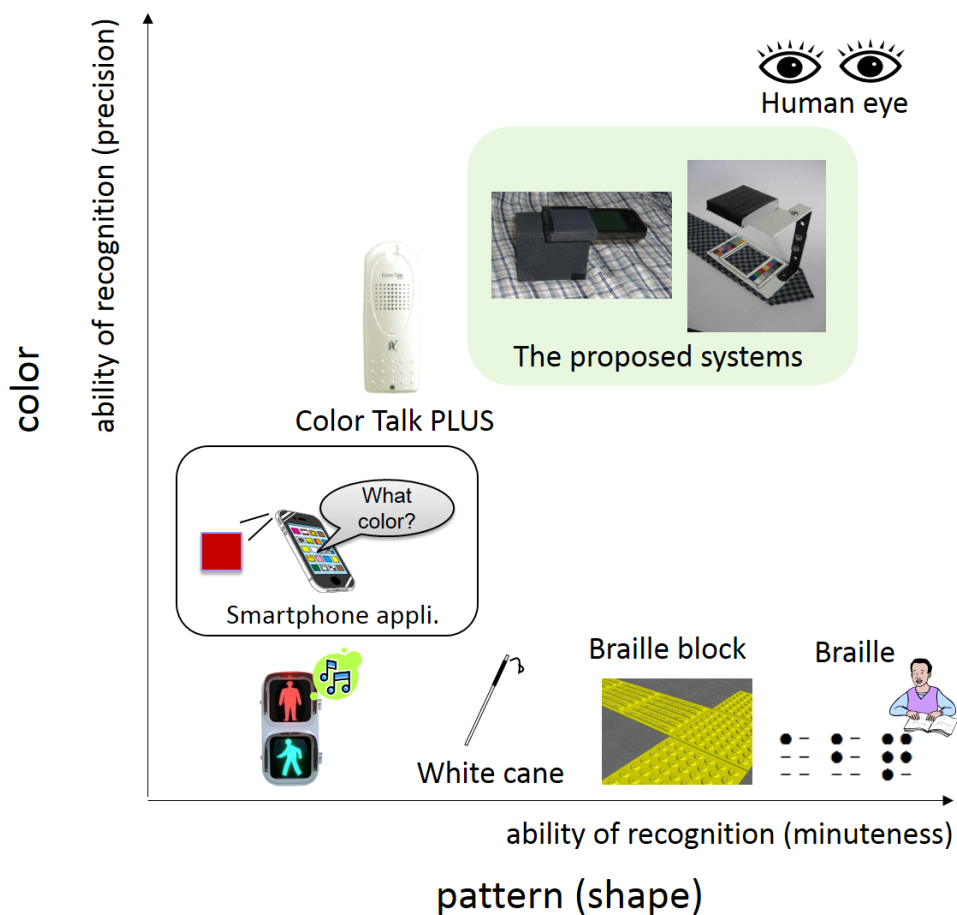 Human eye
ability of recognition (precision)
color
The proposed systems
Color Talk PLUS
What
color?
Smartphone appli.
Braille block
Braille
White cane
ability of recognition (minuteness)
pattern (shape)